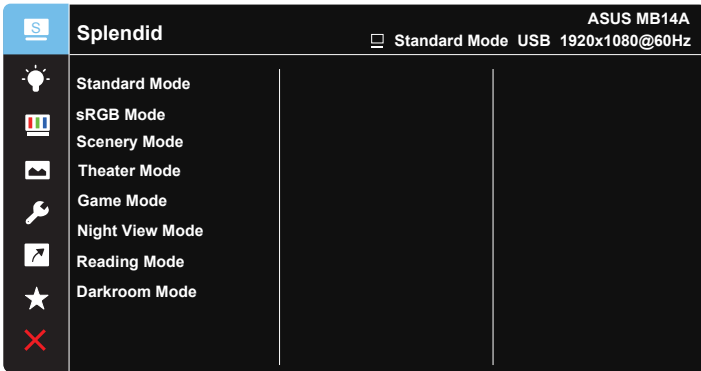 S
Splendid
ASUS MB14A
Standard Mode USB 1920x1080@60Hz
Standard Mode
sRGB Mode
Scenery Mode
Theater Mode
Game Mode
Night View Mode
Reading Mode
Darkroom Mode